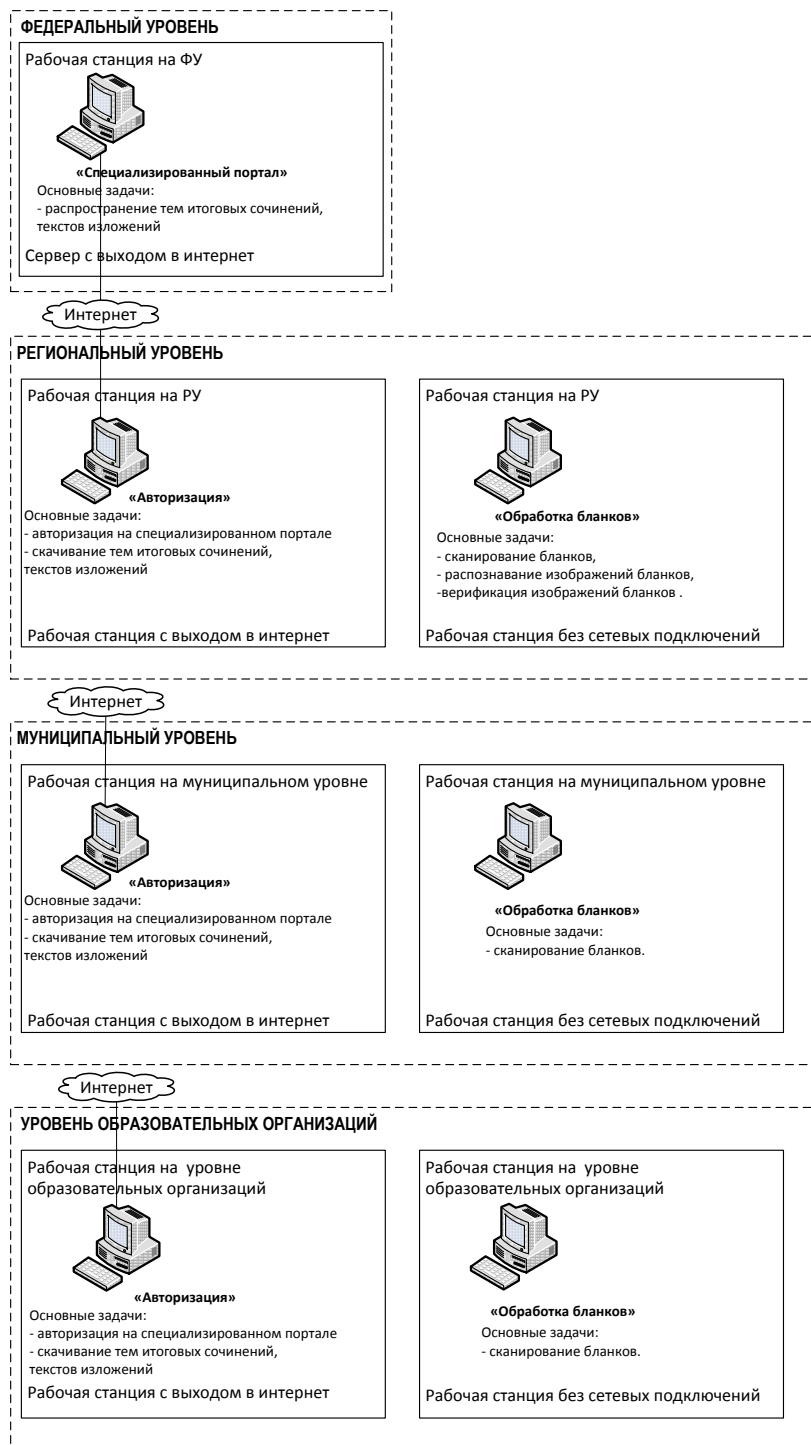 ФЕДЕРАЛЬНЫЙ УРОВЕНЬ
Рабочая станция на ФУ
«Специализированный портал»
Основные задачи:
- распространение тем итоговых сочинений,
текстов изложений
Сервер с выходом в интернет
Интернет
РЕГИОНАЛЬНЫЙ УРОВЕНЬ
Рабочая станция на РУ
«Авторизация»
Основные задачи:
- авторизация на специализированном портале
- скачивание тем итоговых сочинений,
текстов изложений
Рабочая станция с выходом в интернет
Рабочая станция на РУ
«Обработка бланков»
Основные задачи:
- сканирование бланков,
- распознавание изображений бланков,
-верификация изображений бланков .
Рабочая станция без сетевых подключений
Интернет
МУНИЦИПАЛЬНЫЙ УРОВЕНЬ
Рабочая станция на муниципальном уровне
«Авторизация»
Основные задачи:
- авторизация на специализированном портале
- скачивание тем итоговых сочинений,
текстов изложений
Рабочая станция с выходом в интернет
Рабочая станция на муниципальном уровне
«Обработка бланков»
Основные задачи:
- сканирование бланков.
Рабочая станция без сетевых подключений
Интернет
УРОВЕНЬ ОБРАЗОВАТЕЛЬНЫХ ОРГАНИЗАЦИЙ
Рабочая станция на  уровне
образовательных организаций
«Авторизация»
Основные задачи:
- авторизация на специализированном портале
- скачивание тем итоговых сочинений,
текстов изложений
Рабочая станция с выходом в интернет
Рабочая станция на  уровне
образовательных организаций
«Обработка бланков»
Основные задачи:
- сканирование бланков.
Рабочая станция без сетевых подключений